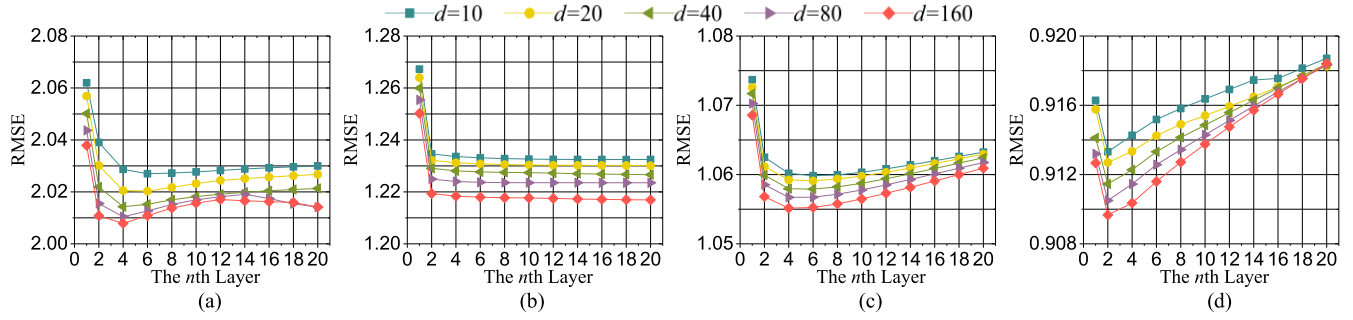 d=10 d=20 d=40 d=80 d=160
2.08
2.06
2.04
2.02
2.00
RMSE
0 2 4 6 8 10 12 14 16 18 20
The nth Layer
(a)
1.28
1.26
1.24
1.22
1.20
RMSE
0 2 4 6 8 10 12 14 16 18 20
The nth Layer
(b)
1.08
1.07
1.06
1.05
RMSE
0 2 4 6 8 10 12 14 16 18 20
The nth Layer
(c)
0.920
0.916
0.912
0.908
RMSE
0 2 4 6 8 10 12 14 16 18 20
The nth Layer
(d)